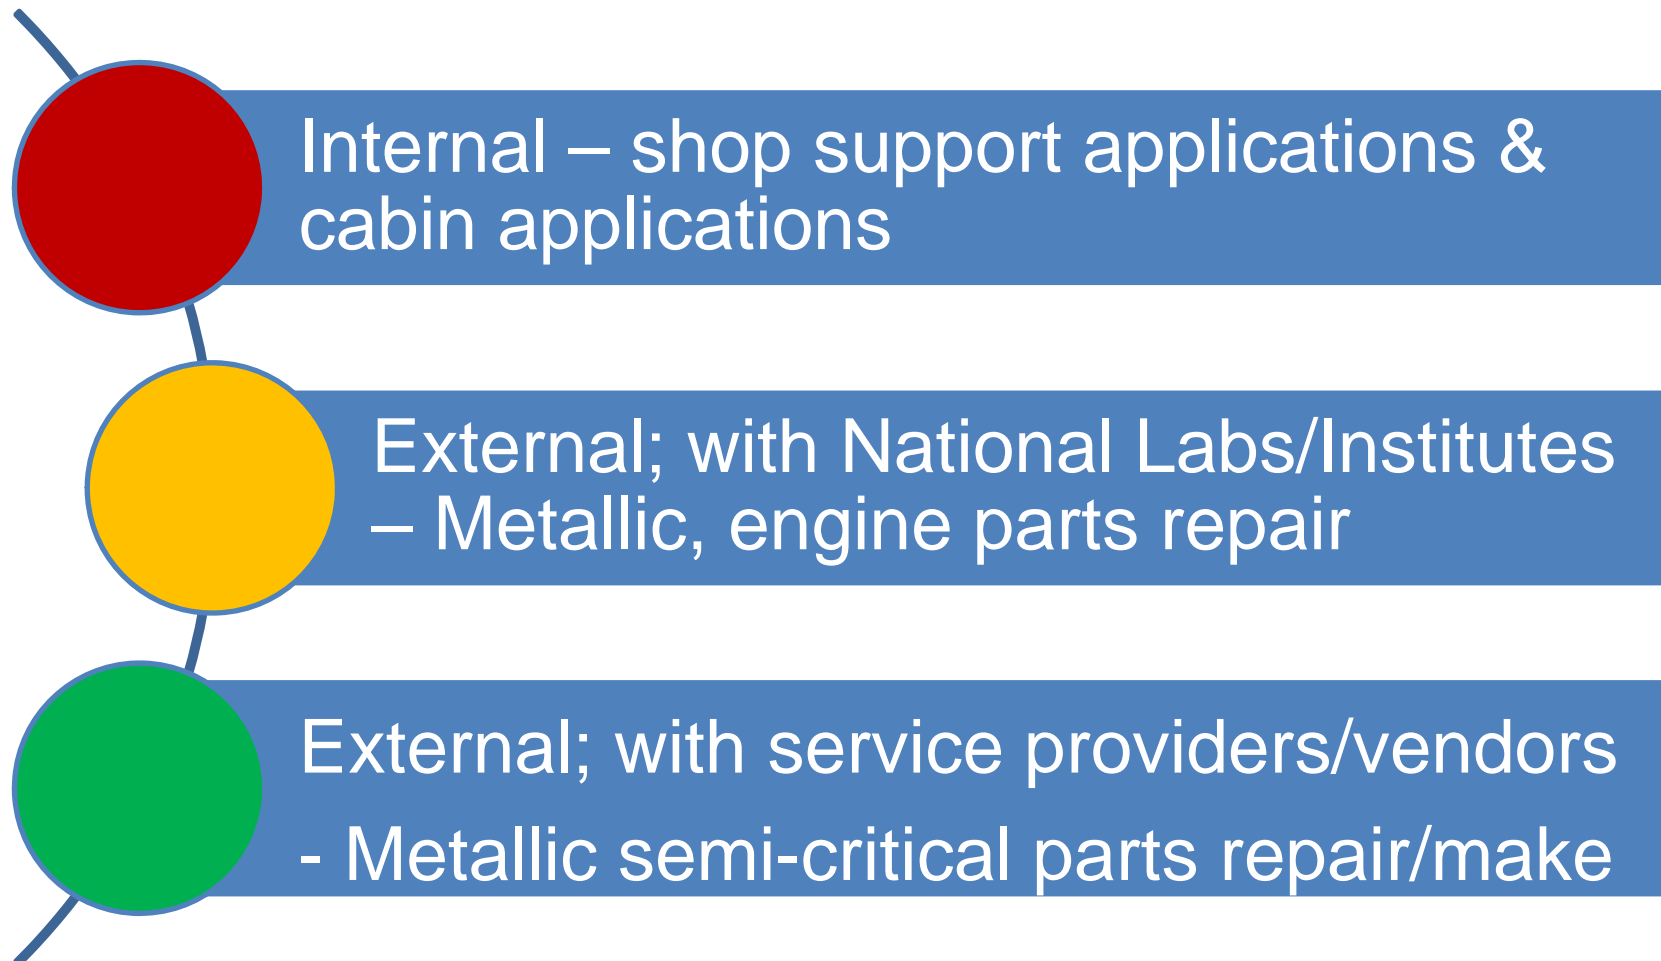 Internal – shop support applications &
cabin applications
External; with National Labs/Institutes
– Metallic, engine parts repair
External; with service providers/vendors
- Metallic semi-critical parts repair/make